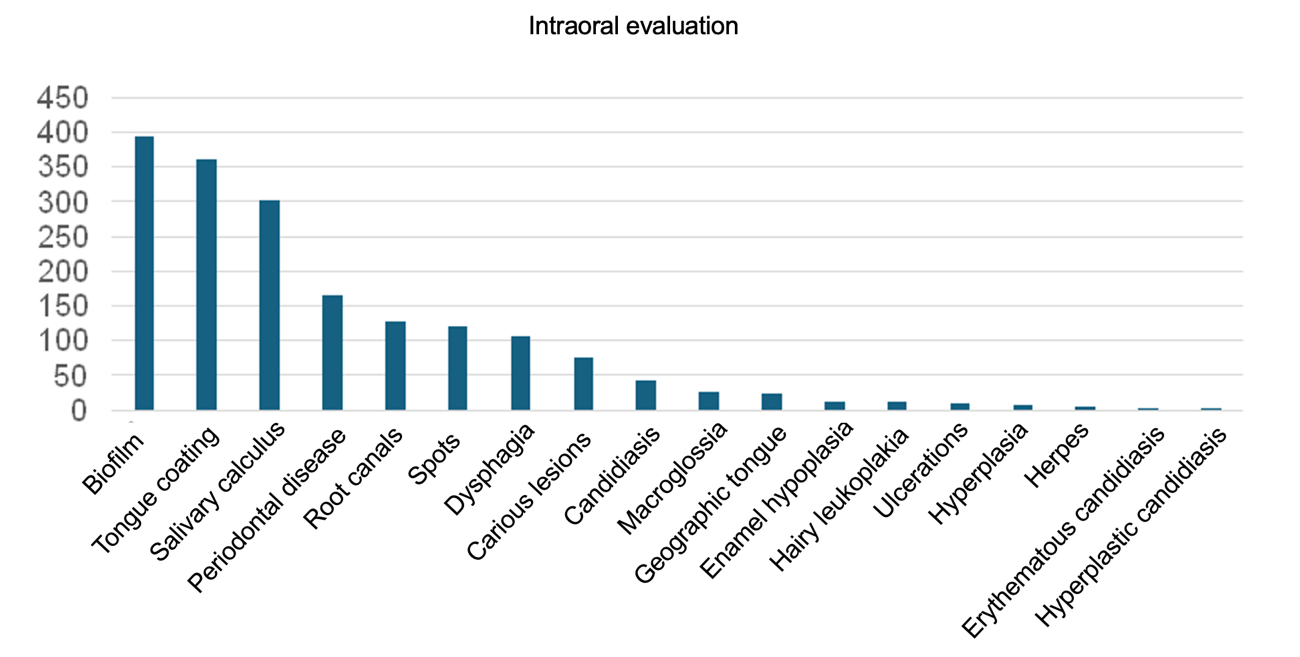 Intraoral evaluation
450
400
350
300
250
200
150
100
50
0
Biofilm
Tongue coating
Salivary calculus
Periodontal disease
Root canals
Spots
Dysphagia
Carious lesions
Candidiasis
Macroglossia
Geographic tongue
Enamel hypoplasia
Hairy leukoplakia
Ulcerations
Hyperplasia
Herpes
Erythematous candidiasis
Hyperplastic candidiasis